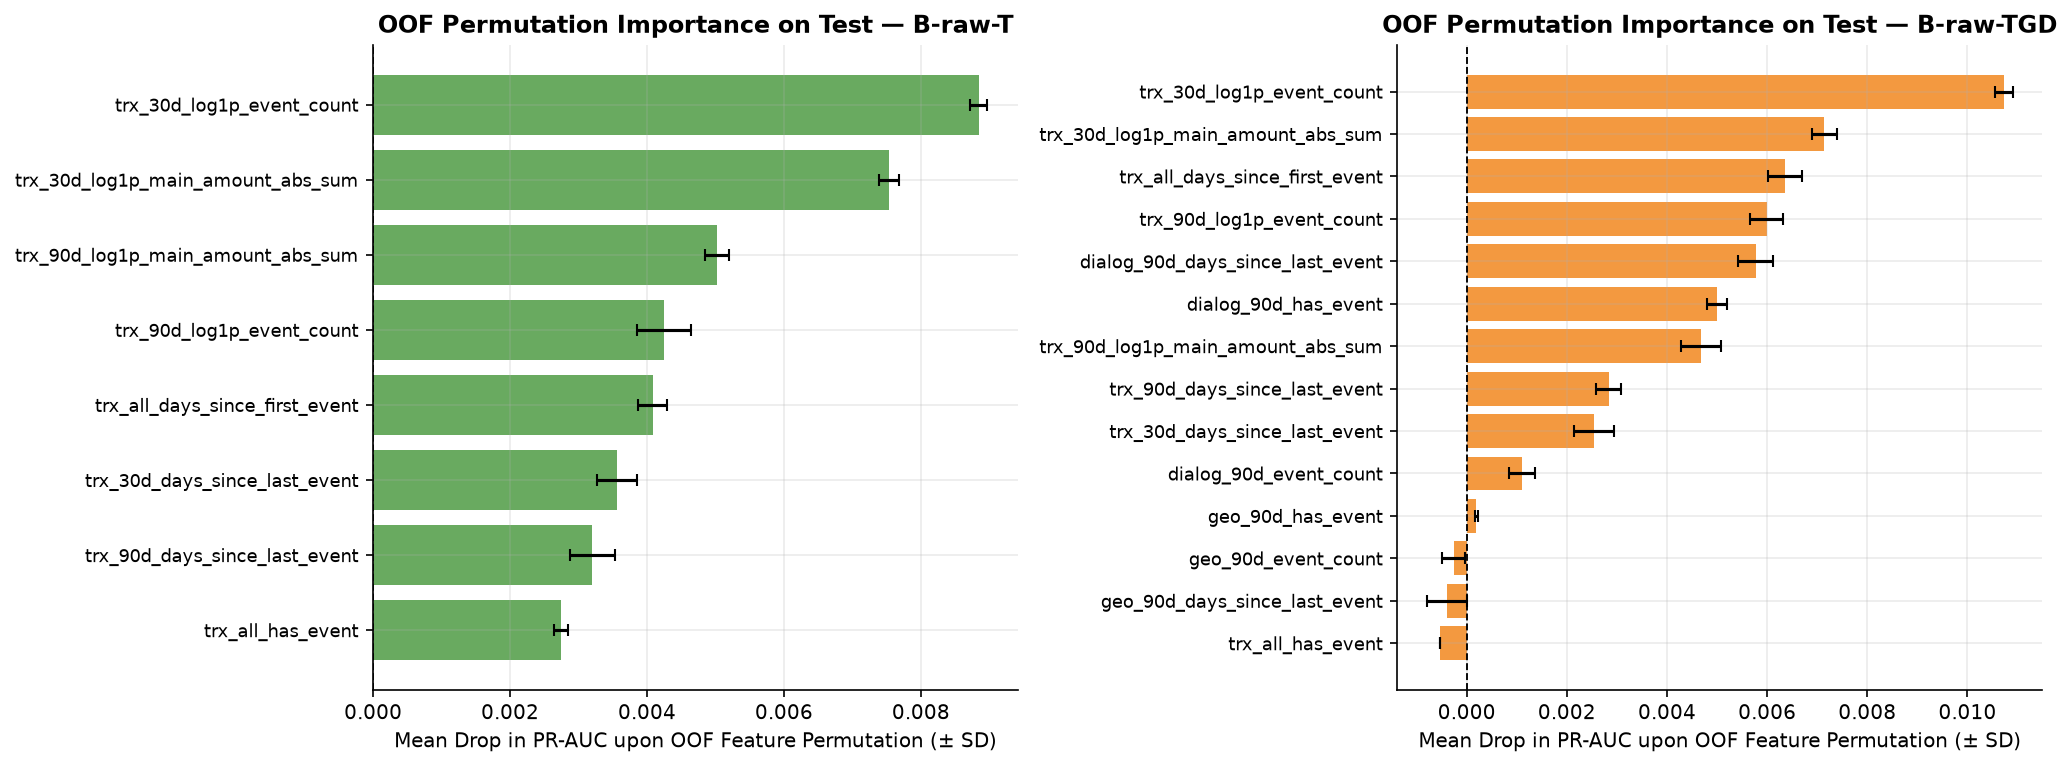 OOF Permutation Importance on Test — B-raw-T
trx_30d_log1p_event_count
trx_30d_log1p_main_amount_abs_sum
trx_90d_log1p_main_amount_abs_sum
trx_90d_log1p_event_count
trx_all_days_since_first_event
trx_30d_days_since_last_event
trx_90d_days_since_last_event
trx_all_has_event
0.000 0.002 0.004 0.006 0.008
Mean Drop in PR-AUC upon OOF Feature Permutation (± SD)
OOF Permutation Importance on Test — B-raw-TGD
trx_30d_log1p_event_count
trx_30d_log1p_main_amount_abs_sum
trx_all_days_since_first_event
trx_90d_log1p_event_count
dialog_90d_days_since_last_event
dialog_90d_has_event
trx_90d_log1p_main_amount_abs_sum
trx_90d_days_since_last_event
trx_30d_days_since_last_event
dialog_90d_event_count
geo_90d_has_event
geo_90d_event_count
geo_90d_days_since_last_event
trx_all_has_event
0.000 0.002 0.004 0.006 0.008 0.010
Mean Drop in PR-AUC upon OOF Feature Permutation (± SD)